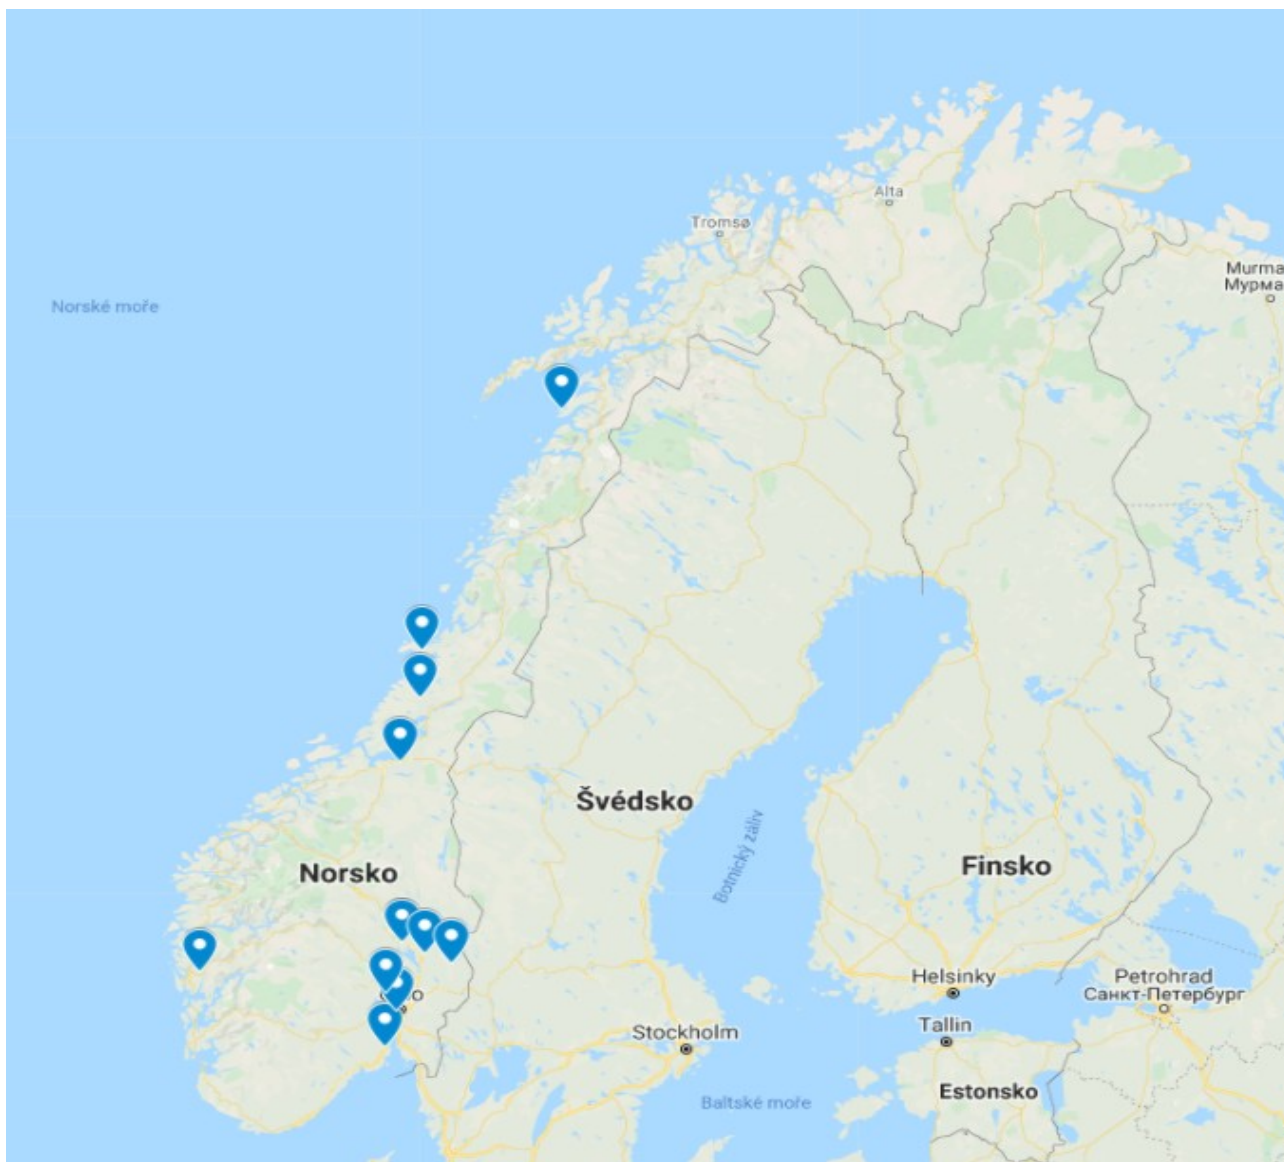 Alta
Tromsø
Murma
Мурма
Norské moře
Švédsko
Botnický záliv
Norsko
Finsko
Helsinky
Petrohrad
Санкт-Петербург
Tallin
Stockholm
Estonsko
Baltské moře